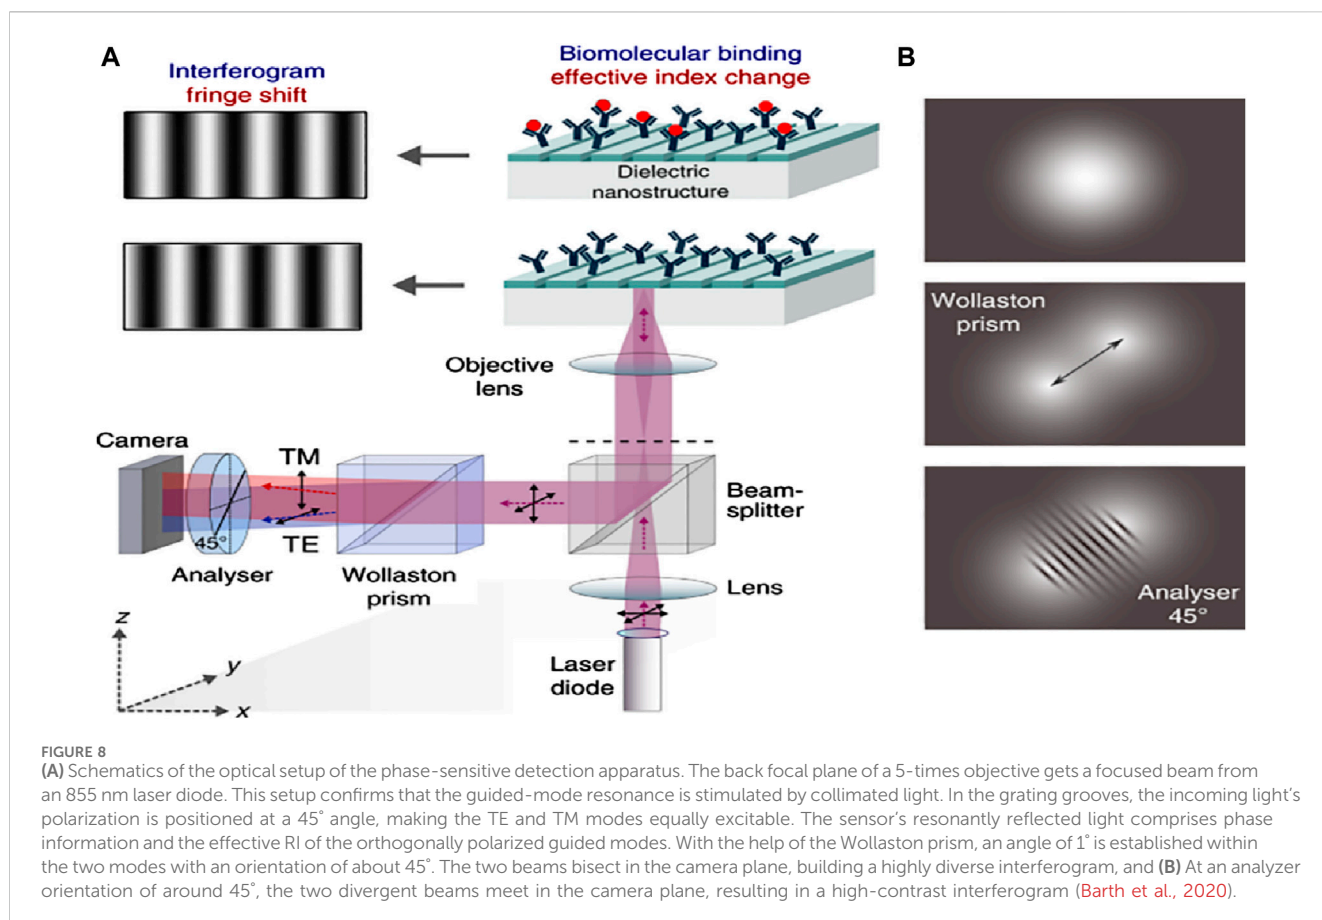 A
Interferogram
fringe shift
Biomolecular binding
effective index change
Dielectric
nanostructure
Objective
lens
Camera
TM
TE
45°
Analyser
Wollaston
prism
Beam-
splitter
Lens
Laser
diode
z
y
x
B
Wollaston
prism
Analyser
45°
FIGURE 8
(A) Schematics of the optical setup of the phase-sensitive detection apparatus. The back focal plane of a 5-times objective gets a focused beam from
an 855 nm laser diode. This setup confirms that the guided-mode resonance is stimulated by collimated light. In the grating grooves, the incoming light's
polarization is positioned at a 45° angle, making the TE and TM modes equally excitable. The sensor's resonantly reflected light comprises phase
information and the effective RI of the orthogonally polarized guided modes. With the help of the Wollaston prism, an angle of 1° is established within
the two modes with an orientation of about 45°. The two beams bisect in the camera plane, building a highly diverse interferogram, and (B) At an analyzer
orientation of around 45°, the two divergent beams meet in the camera plane, resulting in a high-contrast interferogram (Barth et al., 2020).